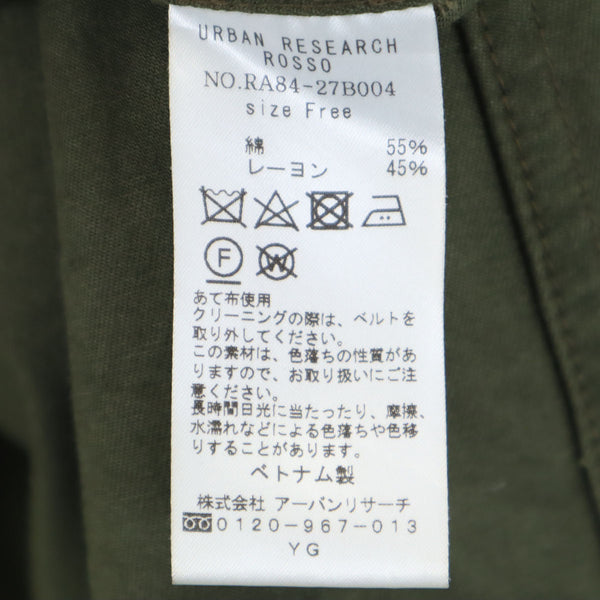 URBAN RESEARCH
ROSSO
NO.RA84-27B004
size Free
綿 55%
レーヨン 45%
F W
あて布使用
クリーニングの際は、ベルトを
取り外してください。
この素材は、色落ちの性質があ
りますので、お取り扱いにご注
意ください。
長時間日光に当たったり、摩擦、
水濡れなどによる色落ちや色移
りすることがあります。
ベトナム製
株式会社 アーバンリサーチ
0120-967-013
YG